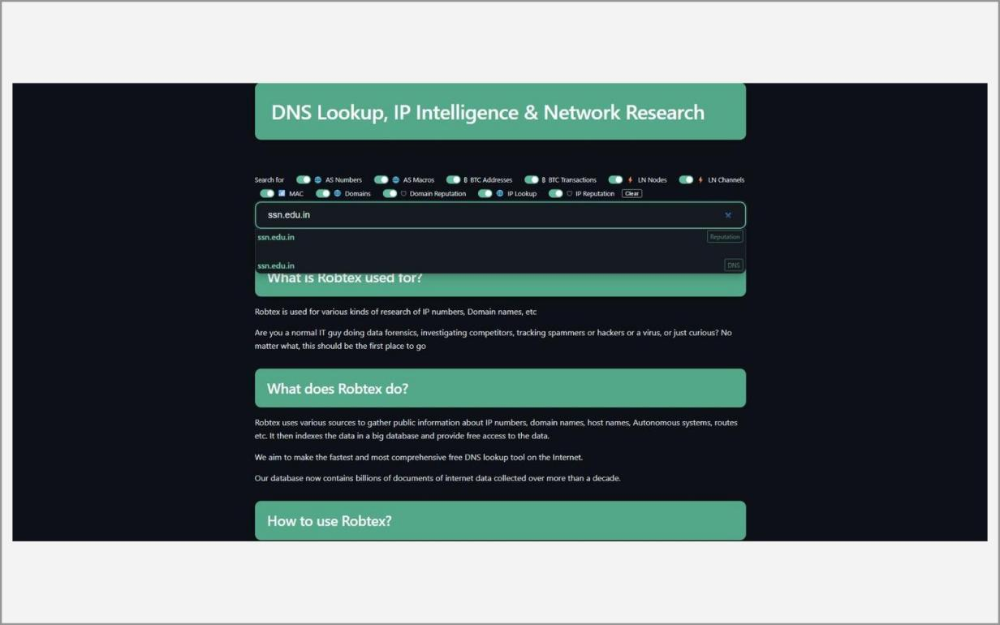 DNS Lookup, IP Intelligence & Network Research
Search for AS Numbers AS Macros ₿ BTC Addresses ₿ BTC Transactions LN Nodes LN Channels
MAC Domains Domain Reputation IP Lookup IP Reputation Clear
ssn.edu.in
ssn.edu.in Reputation
ssn.edu.in DNS
What is Robtex used for?
Robtex is used for various kinds of research of IP numbers, Domain names, etc
Are you a normal IT guy doing data forensics, investigating competitors, tracking spammers or hackers or a virus, or just curious? No
matter what, this should be the first place to go
What does Robtex do?
Robtex uses various sources to gather public information about IP numbers, domain names, host names, Autonomous systems, routes
etc. It then indexes the data in a big database and provide free access to the data.
We aim to make the fastest and most comprehensive free DNS lookup tool on the Internet.
Our database now contains billions of documents of internet data collected over more than a decade.
How to use Robtex?